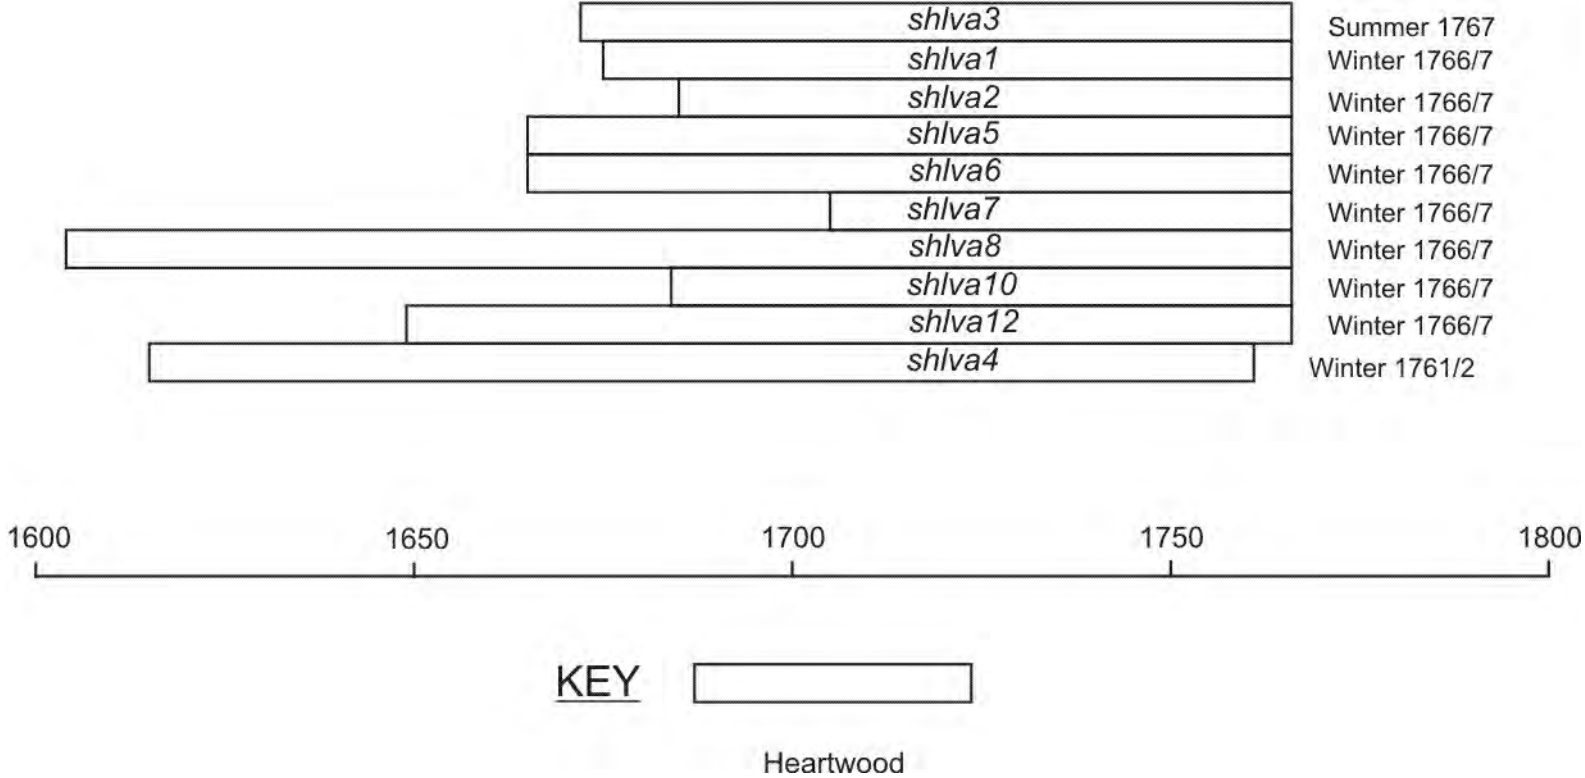 shlva3 Summer 1767
shlva1 Winter 1766/7
shlva2 Winter 1766/7
shlva5 Winter 1766/7
shlva6 Winter 1766/7
shlva7 Winter 1766/7
shlva8 Winter 1766/7
shlva10 Winter 1766/7
shlva12 Winter 1766/7
shlva4 Winter 1761/2
1600 1650 1700 1750 1800
KEY
Heartwood